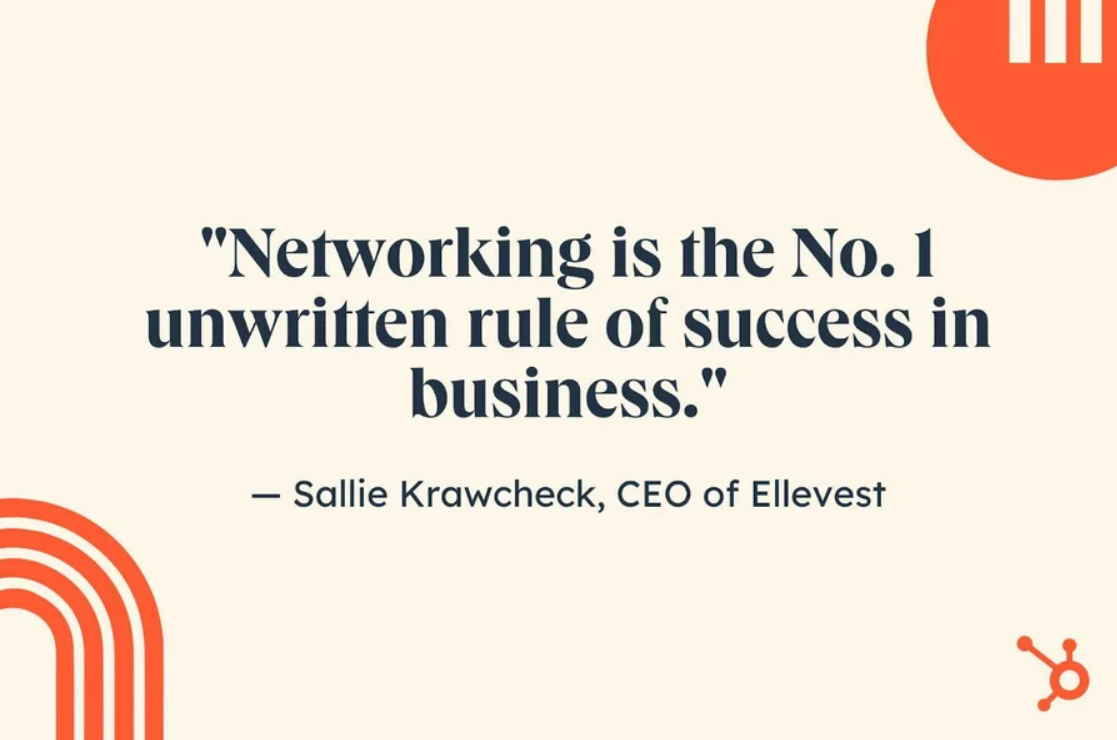 "Networking is the No. 1
unwritten rule of success in
business."
— Sallie Krawcheck, CEO of Ellevest